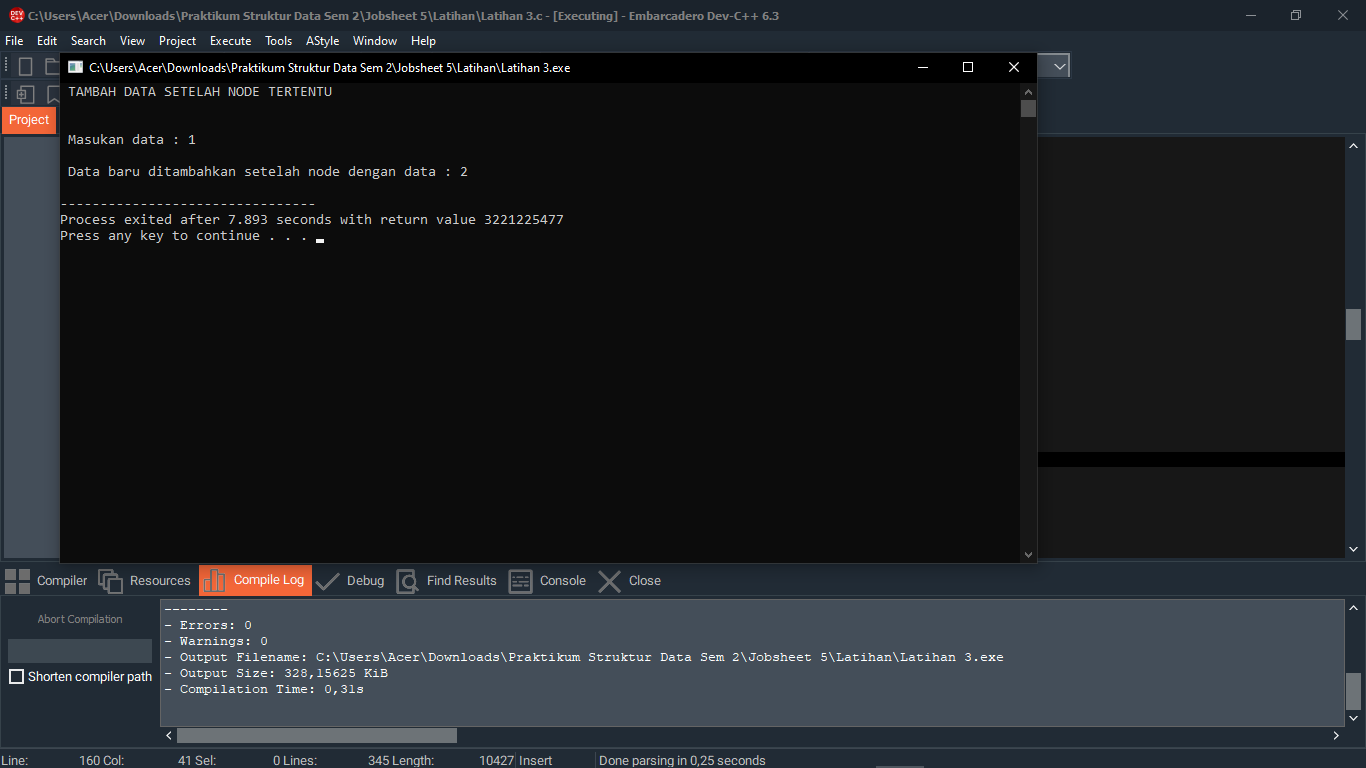 DEV C++ C:\Users\Acer\Downloads\Praktikum Struktur Data Sem 2\Jobsheet 5\Latihan\Latihan 3.c - [Executing] - Embarcadero Dev-C++ 6.3
File Edit Search View Project Execute Tools AStyle Window Help
C:\Users\Acer\Downloads\Praktikum Struktur Data Sem 2\Jobsheet 5\Latihan\Latihan 3.exe
TAMBAH DATA SETELAH NODE TERTENTU
Project
Masukan data : 1
Data baru ditambahkan setelah node dengan data : 2
--------------------------------
Process exited after 7.893 seconds with return value 3221225477
Press any key to continue . . .
Compiler Resources Compile Log Debug Find Results Console Close
Abort Compilation
Shorten compiler path
--------
- Errors: 0
- Warnings: 0
- Output Filename: C:\Users\Acer\Downloads\Praktikum Struktur Data Sem 2\Jobsheet 5\Latihan\Latihan 3.exe
- Output Size: 328,15625 KiB
- Compilation Time: 0,31s
Line: 160 Col: 41 Sel: 0 Lines: 345 Length: 10427 Insert Done parsing in 0,25 seconds